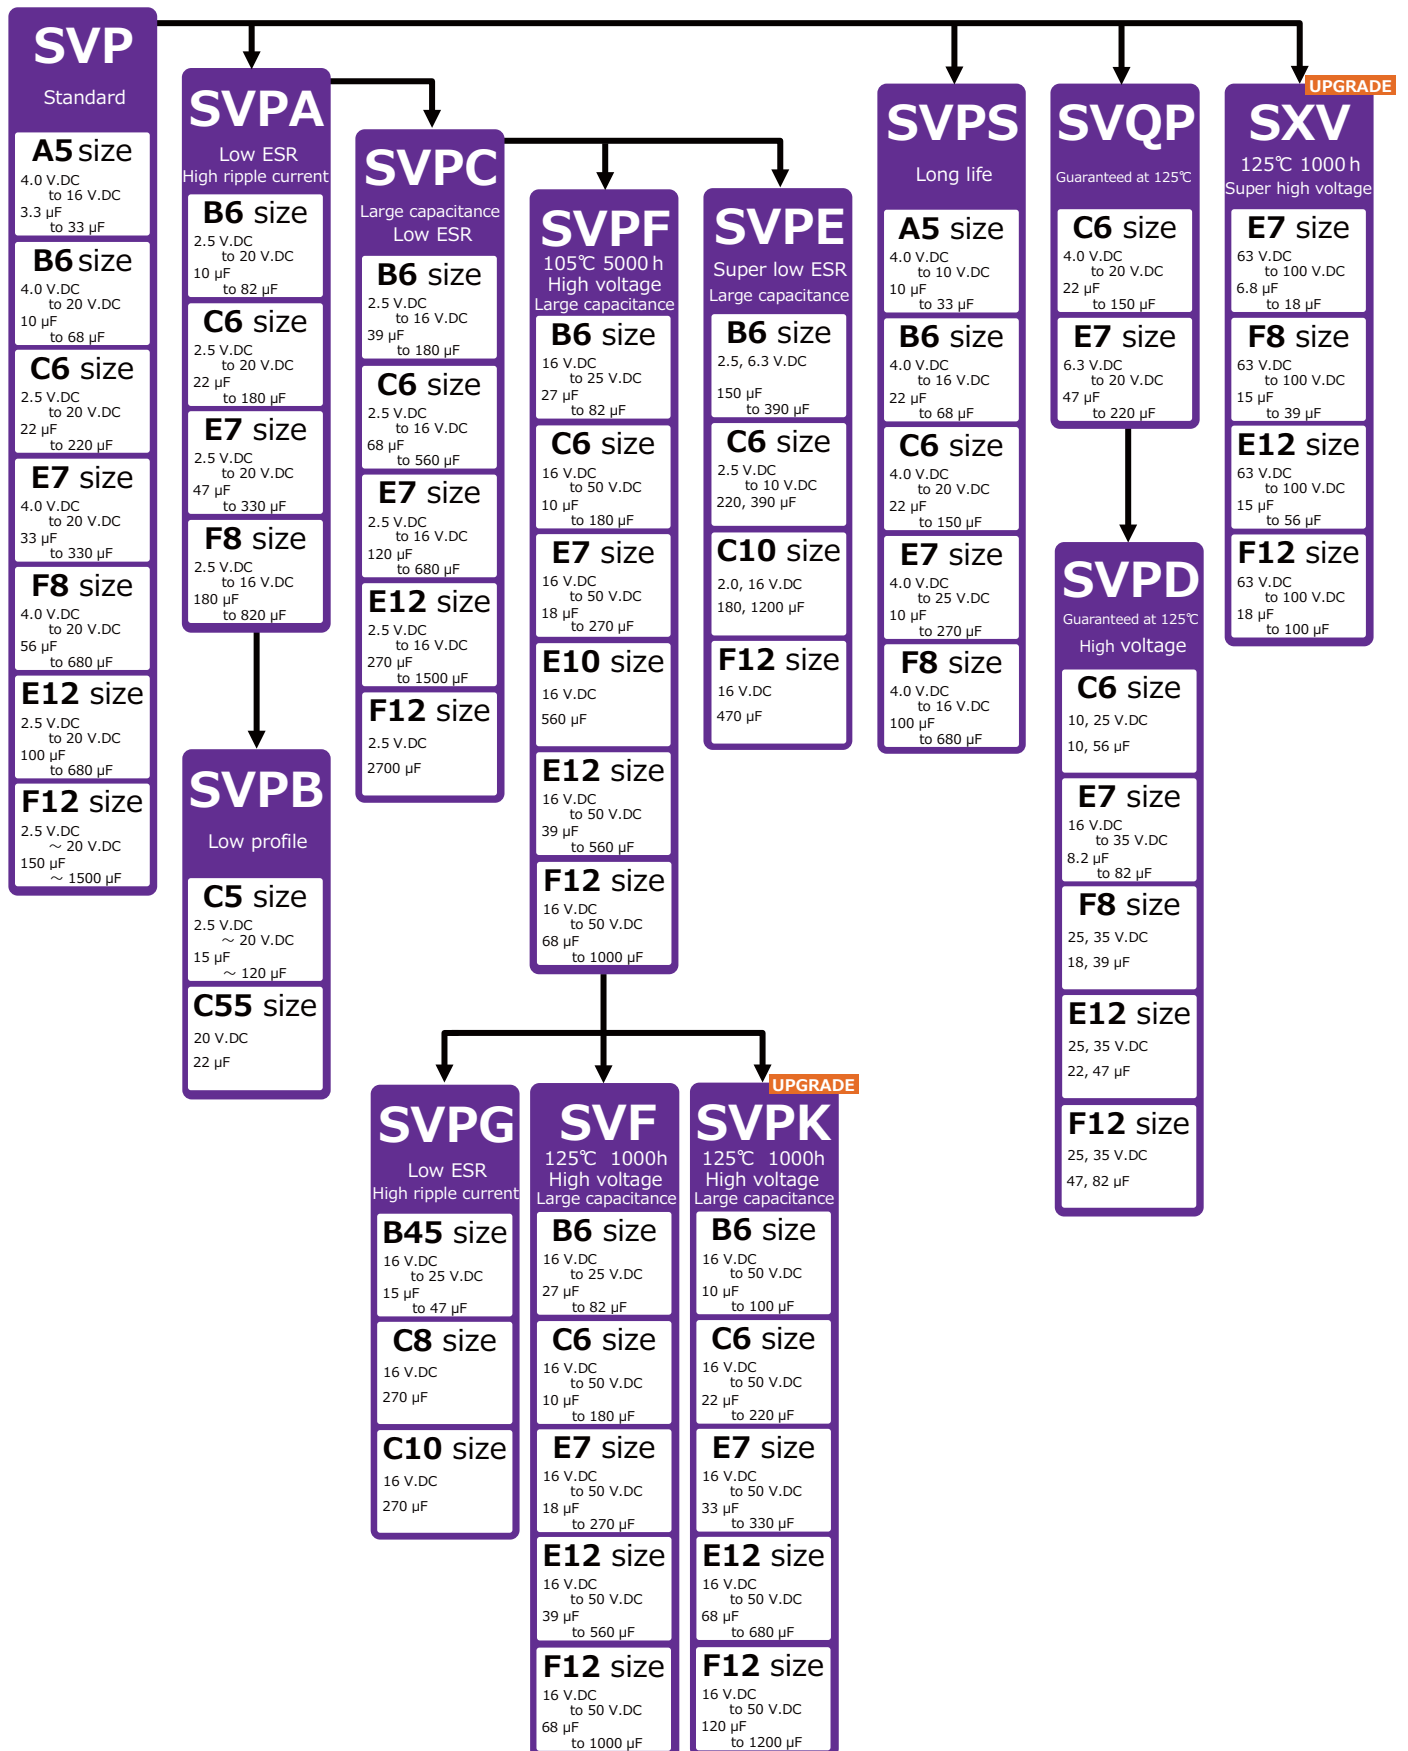 SVP
Standard
A5 size
4.0 V.DC
to 16 V.DC
3.3 µF
to 33 µF
B6 size
4.0 V.DC
to 20 V.DC
10 µF
to 68 µF
C6 size
2.5 V.DC
to 20 V.DC
22 µF
to 220 µF
E7 size
4.0 V.DC
to 20 V.DC
33 µF
to 330 µF
F8 size
4.0 V.DC
to 20 V.DC
56 µF
to 680 µF
E12 size
2.5 V.DC
to 20 V.DC
100 µF
to 680 µF
F12 size
2.5 V.DC
～ 20 V.DC
150 µF
～ 1500 µF
SVPA
Low ESR
High ripple current
B6 size
2.5 V.DC
to 20 V.DC
10 µF
to 82 µF
C6 size
2.5 V.DC
to 20 V.DC
22 µF
to 180 µF
E7 size
2.5 V.DC
to 20 V.DC
47 µF
to 330 µF
F8 size
2.5 V.DC
to 16 V.DC
180 µF
to 820 µF
SVPB
Low profile
C5 size
2.5 V.DC
～ 20 V.DC
15 µF
～ 120 µF
C55 size
20 V.DC
22 µF
SVPC
Large capacitance
Low ESR
B6 size
2.5 V.DC
to 16 V.DC
39 µF
to 180 µF
C6 size
2.5 V.DC
to 16 V.DC
68 µF
to 560 µF
E7 size
2.5 V.DC
to 16 V.DC
120 µF
to 680 µF
E12 size
2.5 V.DC
to 16 V.DC
270 µF
to 1500 µF
F12 size
2.5 V.DC
2700 µF
SVPF
105℃ 5000 h
High voltage
Large capacitance
B6 size
16 V.DC
to 25 V.DC
27 µF
to 82 µF
C6 size
16 V.DC
to 50 V.DC
10 µF
to 180 µF
E7 size
16 V.DC
to 50 V.DC
18 µF
to 270 µF
E10 size
16 V.DC
560 µF
E12 size
16 V.DC
to 50 V.DC
39 µF
to 560 µF
F12 size
16 V.DC
to 50 V.DC
68 µF
to 1000 µF
SVPE
Super low ESR
Large capacitance
B6 size
2.5, 6.3 V.DC
150 µF
to 390 µF
C6 size
2.5 V.DC
to 10 V.DC
220, 390 µF
C10 size
2.0, 16 V.DC
180, 1200 µF
F12 size
16 V.DC
470 µF
SVPS
Long life
A5 size
4.0 V.DC
to 10 V.DC
10 µF
to 33 µF
B6 size
4.0 V.DC
to 16 V.DC
22 µF
to 68 µF
C6 size
4.0 V.DC
to 20 V.DC
22 µF
to 150 µF
E7 size
4.0 V.DC
to 25 V.DC
10 µF
to 270 µF
F8 size
4.0 V.DC
to 16 V.DC
100 µF
to 680 µF
SVQP
Guaranteed at 125℃
C6 size
4.0 V.DC
to 20 V.DC
22 µF
to 150 µF
E7 size
6.3 V.DC
to 20 V.DC
47 µF
to 220 µF
SVPD
Guaranteed at 125℃
High voltage
C6 size
10, 25 V.DC
10, 56 µF
E7 size
16 V.DC
to 35 V.DC
8.2 µF
to 82 µF
F8 size
25, 35 V.DC
18, 39 µF
E12 size
25, 35 V.DC
22, 47 µF
F12 size
25, 35 V.DC
47, 82 µF
UPGRADE
SXV
125℃ 1000 h
Super high voltage
E7 size
63 V.DC
to 100 V.DC
6.8 µF
to 18 µF
F8 size
63 V.DC
to 100 V.DC
15 µF
to 39 µF
E12 size
63 V.DC
to 100 V.DC
15 µF
to 56 µF
F12 size
63 V.DC
to 100 V.DC
18 µF
to 100 µF
SVPG
Low ESR
High ripple current
B45 size
16 V.DC
to 25 V.DC
15 µF
to 47 µF
C8 size
16 V.DC
270 µF
C10 size
16 V.DC
270 µF
SVF
125℃ 1000h
High voltage
Large capacitance
B6 size
16 V.DC
to 25 V.DC
27 µF
to 82 µF
C6 size
16 V.DC
to 50 V.DC
10 µF
to 180 µF
E7 size
16 V.DC
to 50 V.DC
18 µF
to 270 µF
E12 size
16 V.DC
to 50 V.DC
39 µF
to 560 µF
F12 size
16 V.DC
to 50 V.DC
68 µF
to 1000 µF
UPGRADE
SVPK
125℃ 1000h
High voltage
Large capacitance
B6 size
16 V.DC
to 50 V.DC
10 µF
to 100 µF
C6 size
16 V.DC
to 50 V.DC
22 µF
to 220 µF
E7 size
16 V.DC
to 50 V.DC
33 µF
to 330 µF
E12 size
16 V.DC
to 50 V.DC
68 µF
to 680 µF
F12 size
16 V.DC
to 50 V.DC
120 µF
to 1200 µF